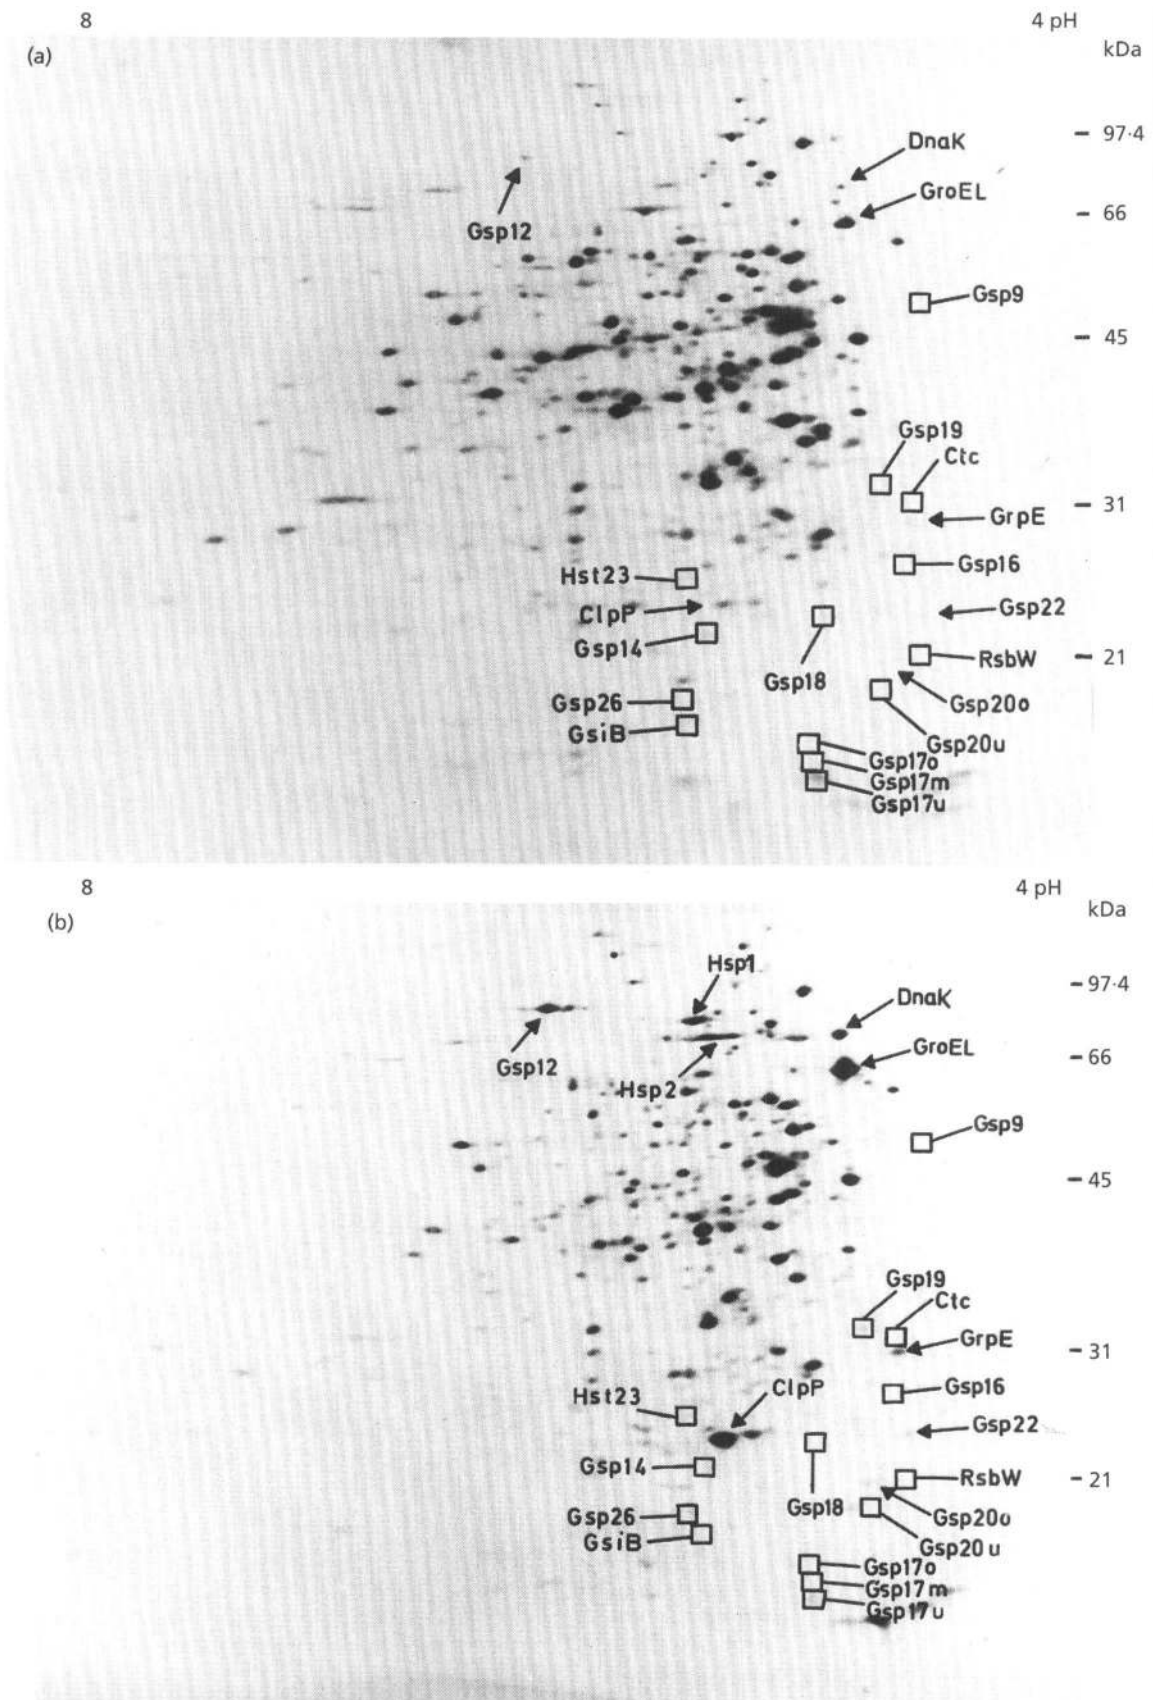 8 4 pH
(a) kDa
97·4
DnaK
GroEL
66
Gsp12
Gsp9
45
Gsp19
Ctc
31
GrpE
Hst23
Gsp16
ClpP
Gsp22
Gsp14
RsbW
21
Gsp18
Gsp26
Gsp20o
GsiB
Gsp20u
Gsp17o
Gsp17m
Gsp17u
8 4 pH
(b) kDa
Hsp1
97·4
DnaK
GroEL
66
Gsp12
Hsp2
Gsp9
45
Gsp19
Ctc
GrpE
31
ClpP
Gsp16
Hst23
Gsp22
Gsp14
RsbW
21
Gsp18
Gsp26
Gsp20o
GsiB
Gsp20u
Gsp17o
Gsp17m
Gsp17u